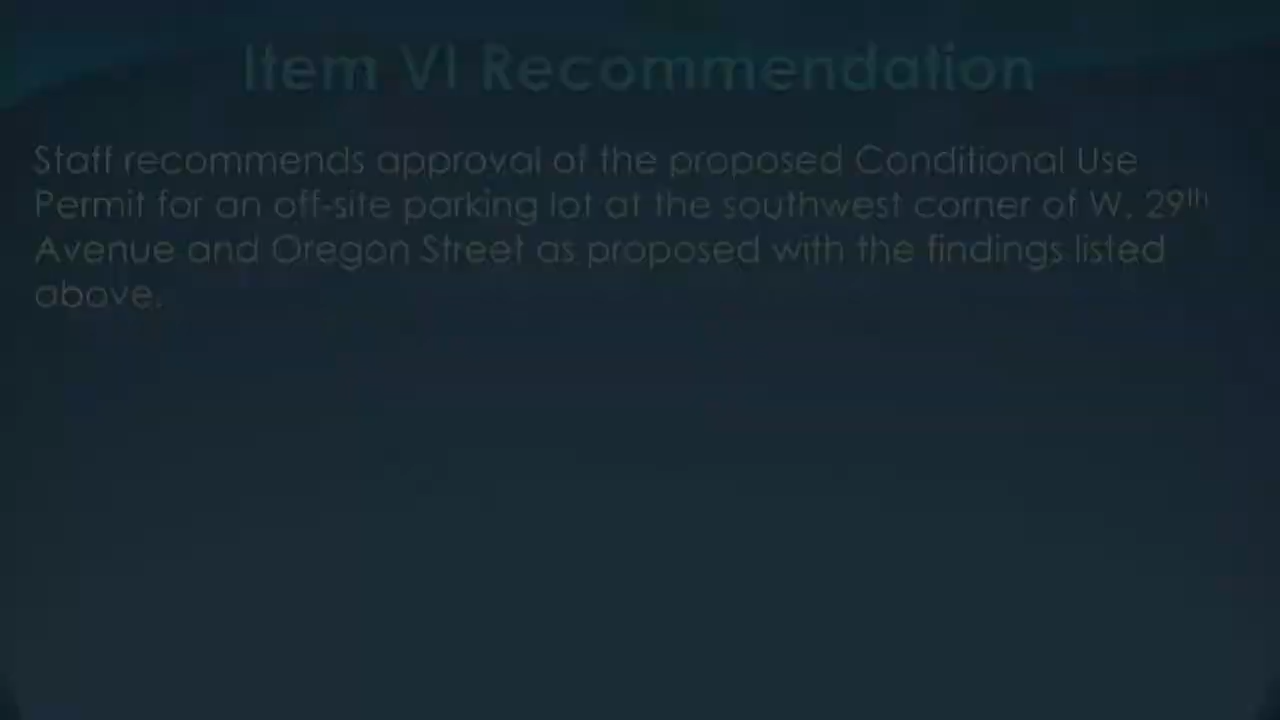 Item VI Recommendation
Staff recommends approval of the proposed Conditional Use
Permit for an off-site parking lot at the southwest corner of W. 29th
Avenue and Oregon Street as proposed with the findings listed
above.